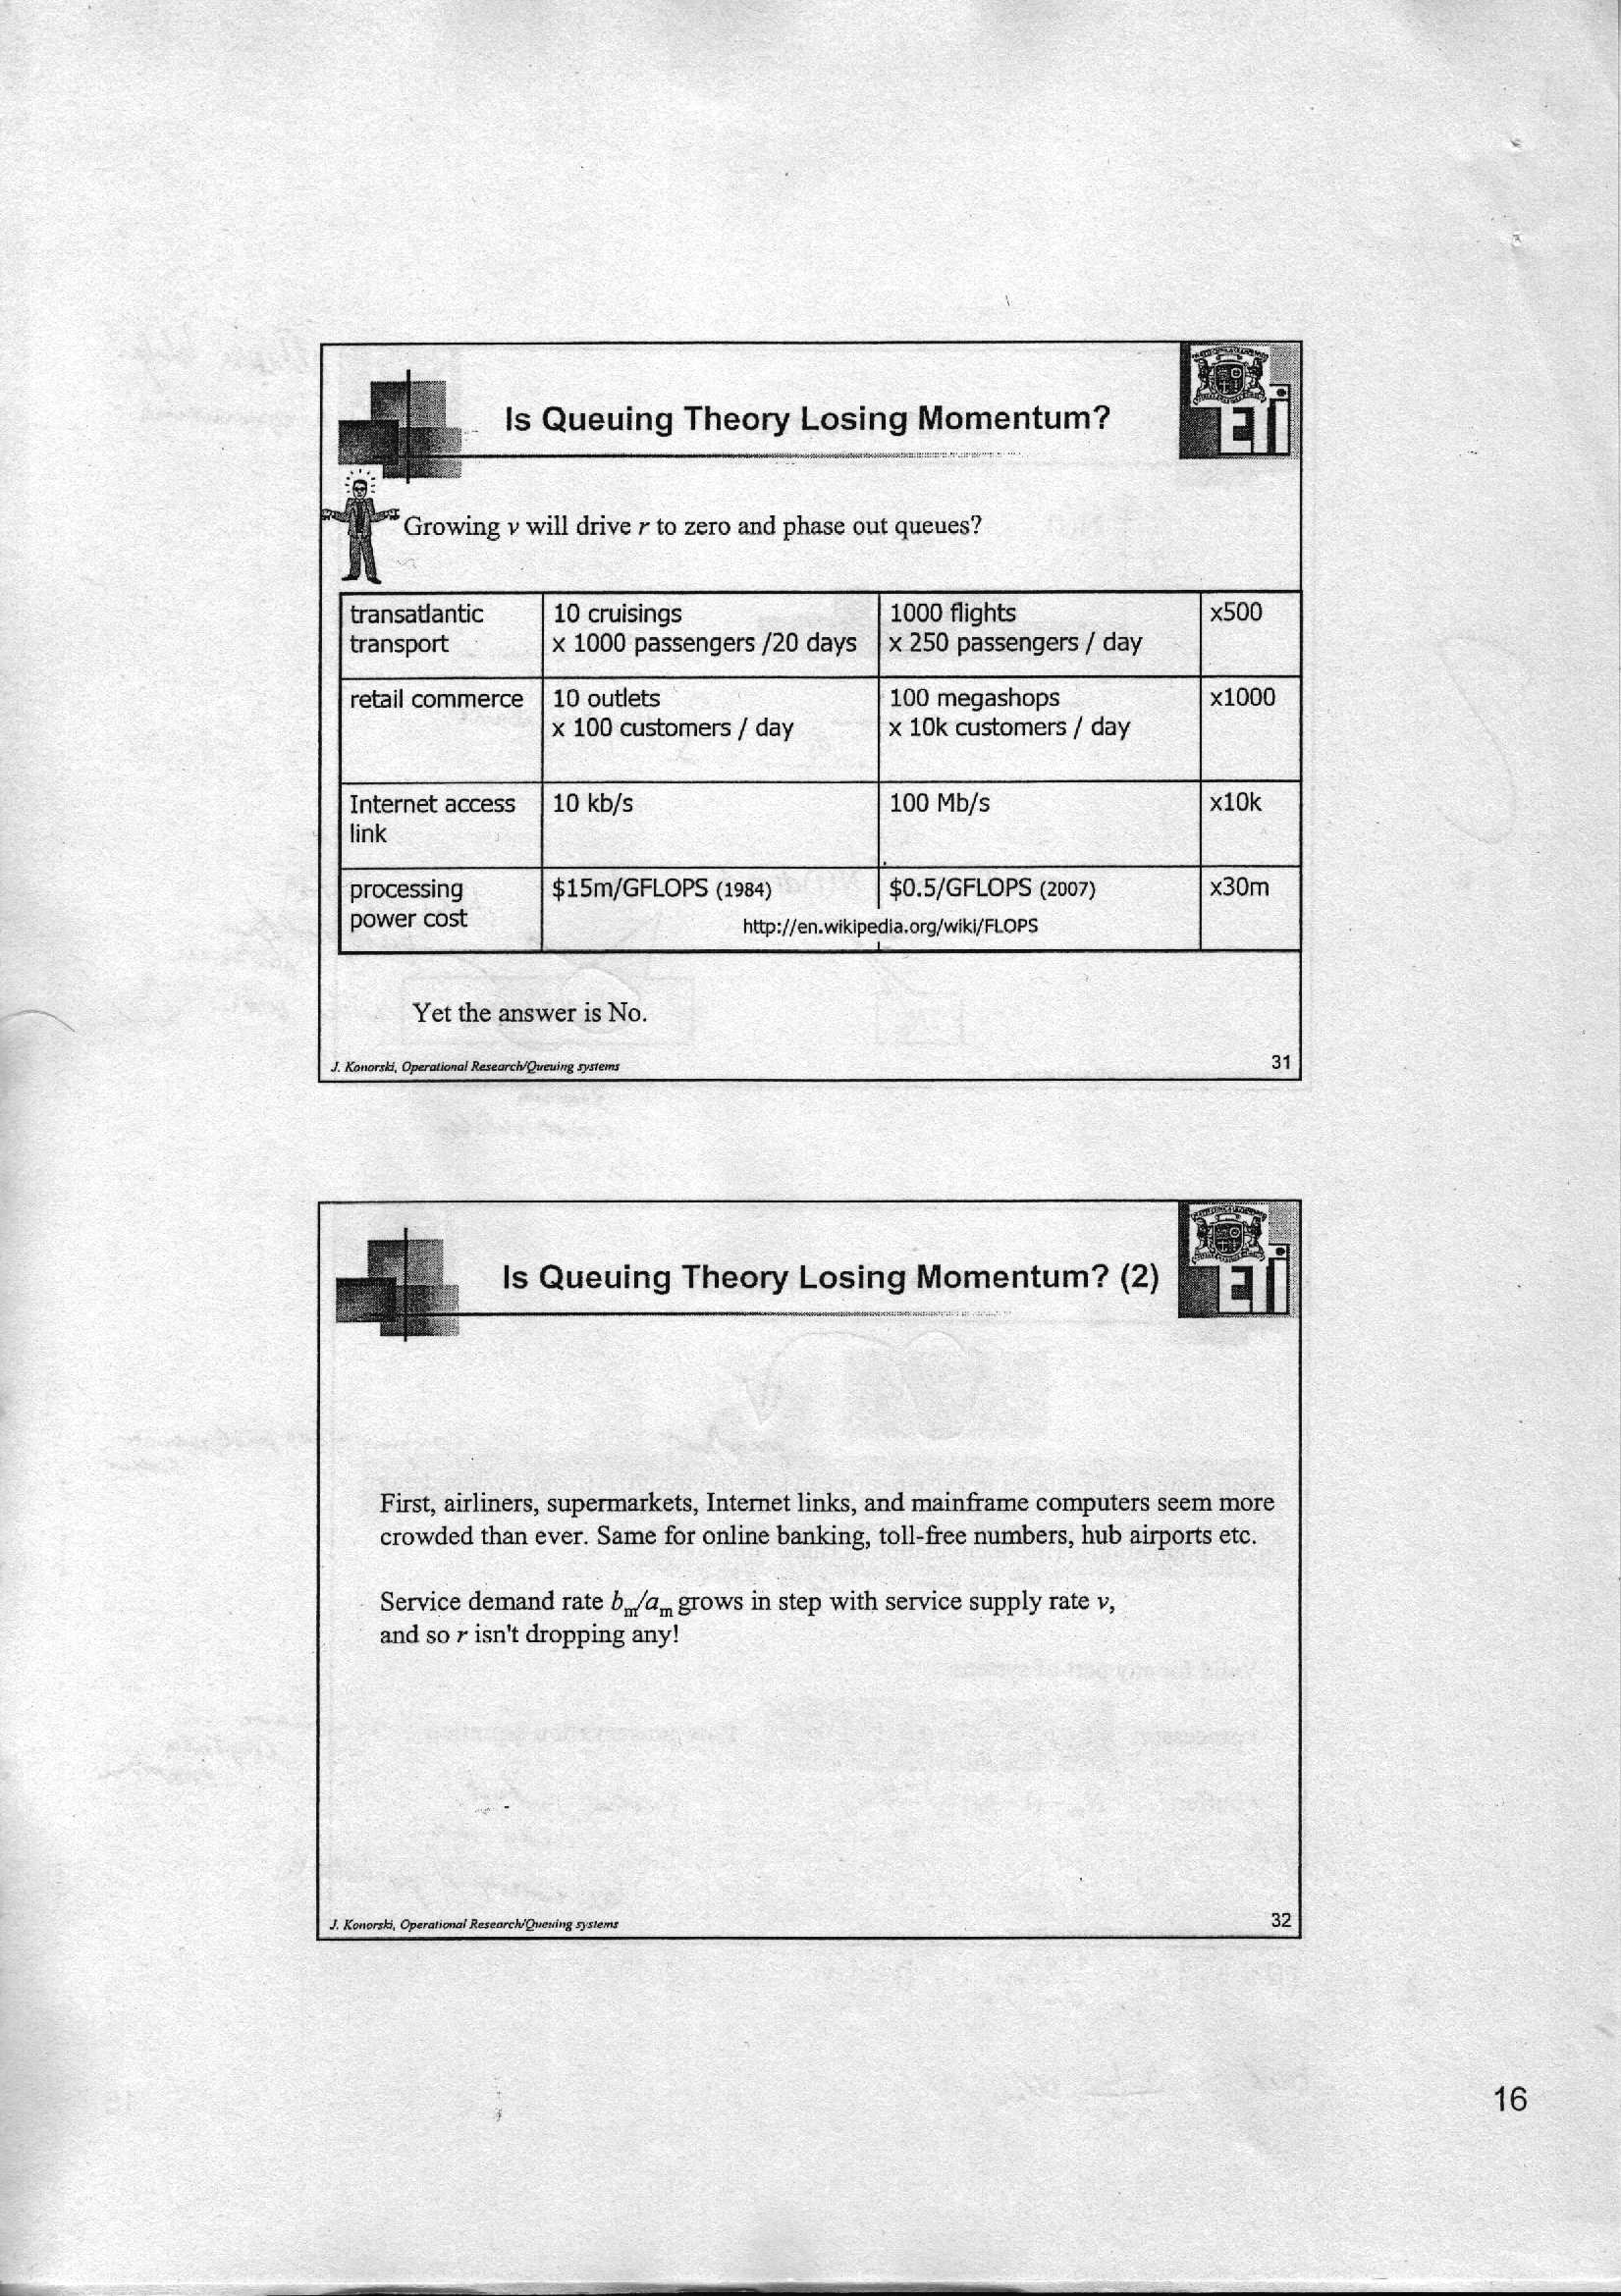 Is Queuing Theory Losing Momentum?
Growing v will drive r to zero and phase out queues?
transatlantic transport
10 cruisings
x 1000 passengers /20 days
1000 flights
x 250 passengers / day
x500
retail commerce
10 outlets
x 100 customers / day
100 megashops
x 10k customers / day
x1000
Internet access link
10 kb/s
100 Mb/s
x10k
processing power cost
$15m/GFLOPS (1984)
$0.5/GFLOPS (2007)
http://en.wikipedia.org/wiki/FLOPS
x30m
Yet the answer is No.
J. Konorski, Operational Research/Queuing systems
31
Is Queuing Theory Losing Momentum? (2)
First, airliners, supermarkets, Internet links, and mainframe computers seem more
crowded than ever. Same for online banking, toll-free numbers, hub airports etc.
Service demand rate bm/am grows in step with service supply rate v,
and so r isn't dropping any!
J. Konorski, Operational Research/Queuing systems
32
16